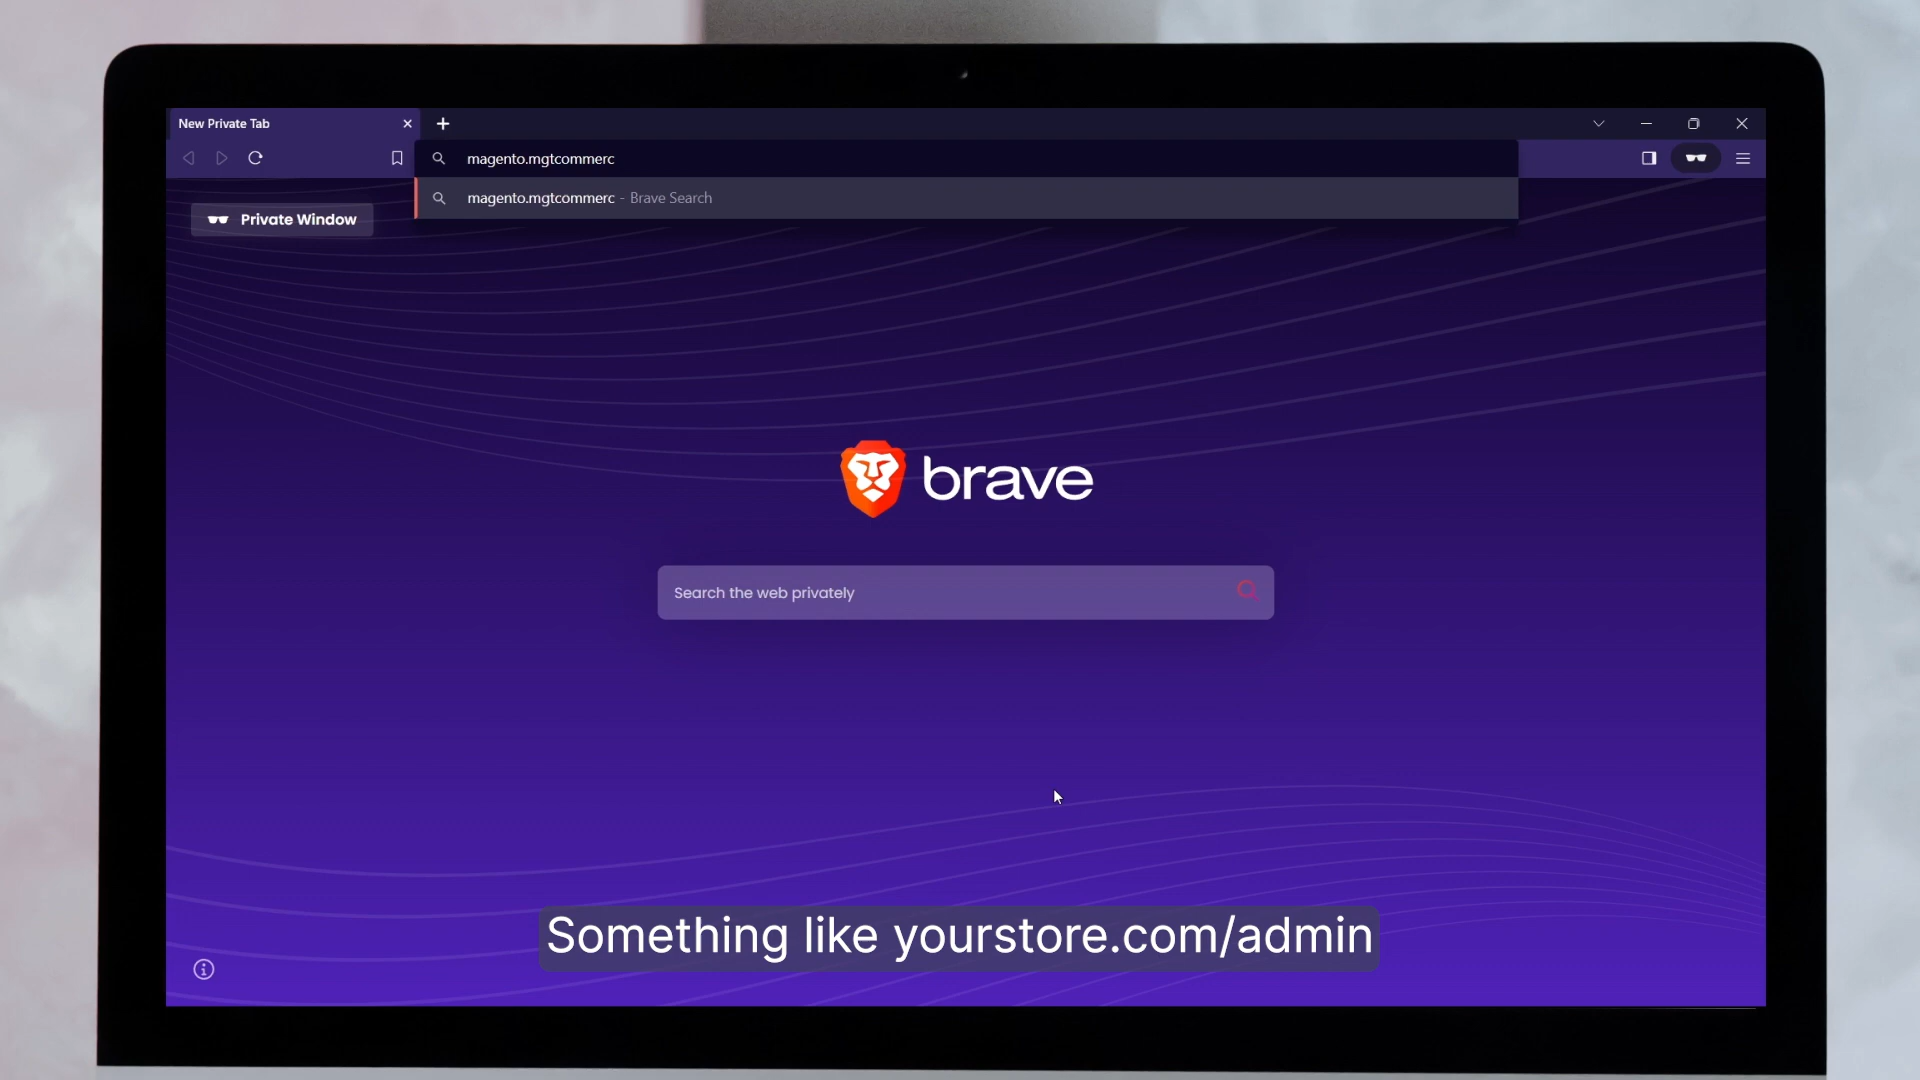 New Private Tab
magento.mgtcommerc
magento.mgtcommerc - Brave Search
Private Window
brave
Search the web privately
Something like yourstore.com/admin